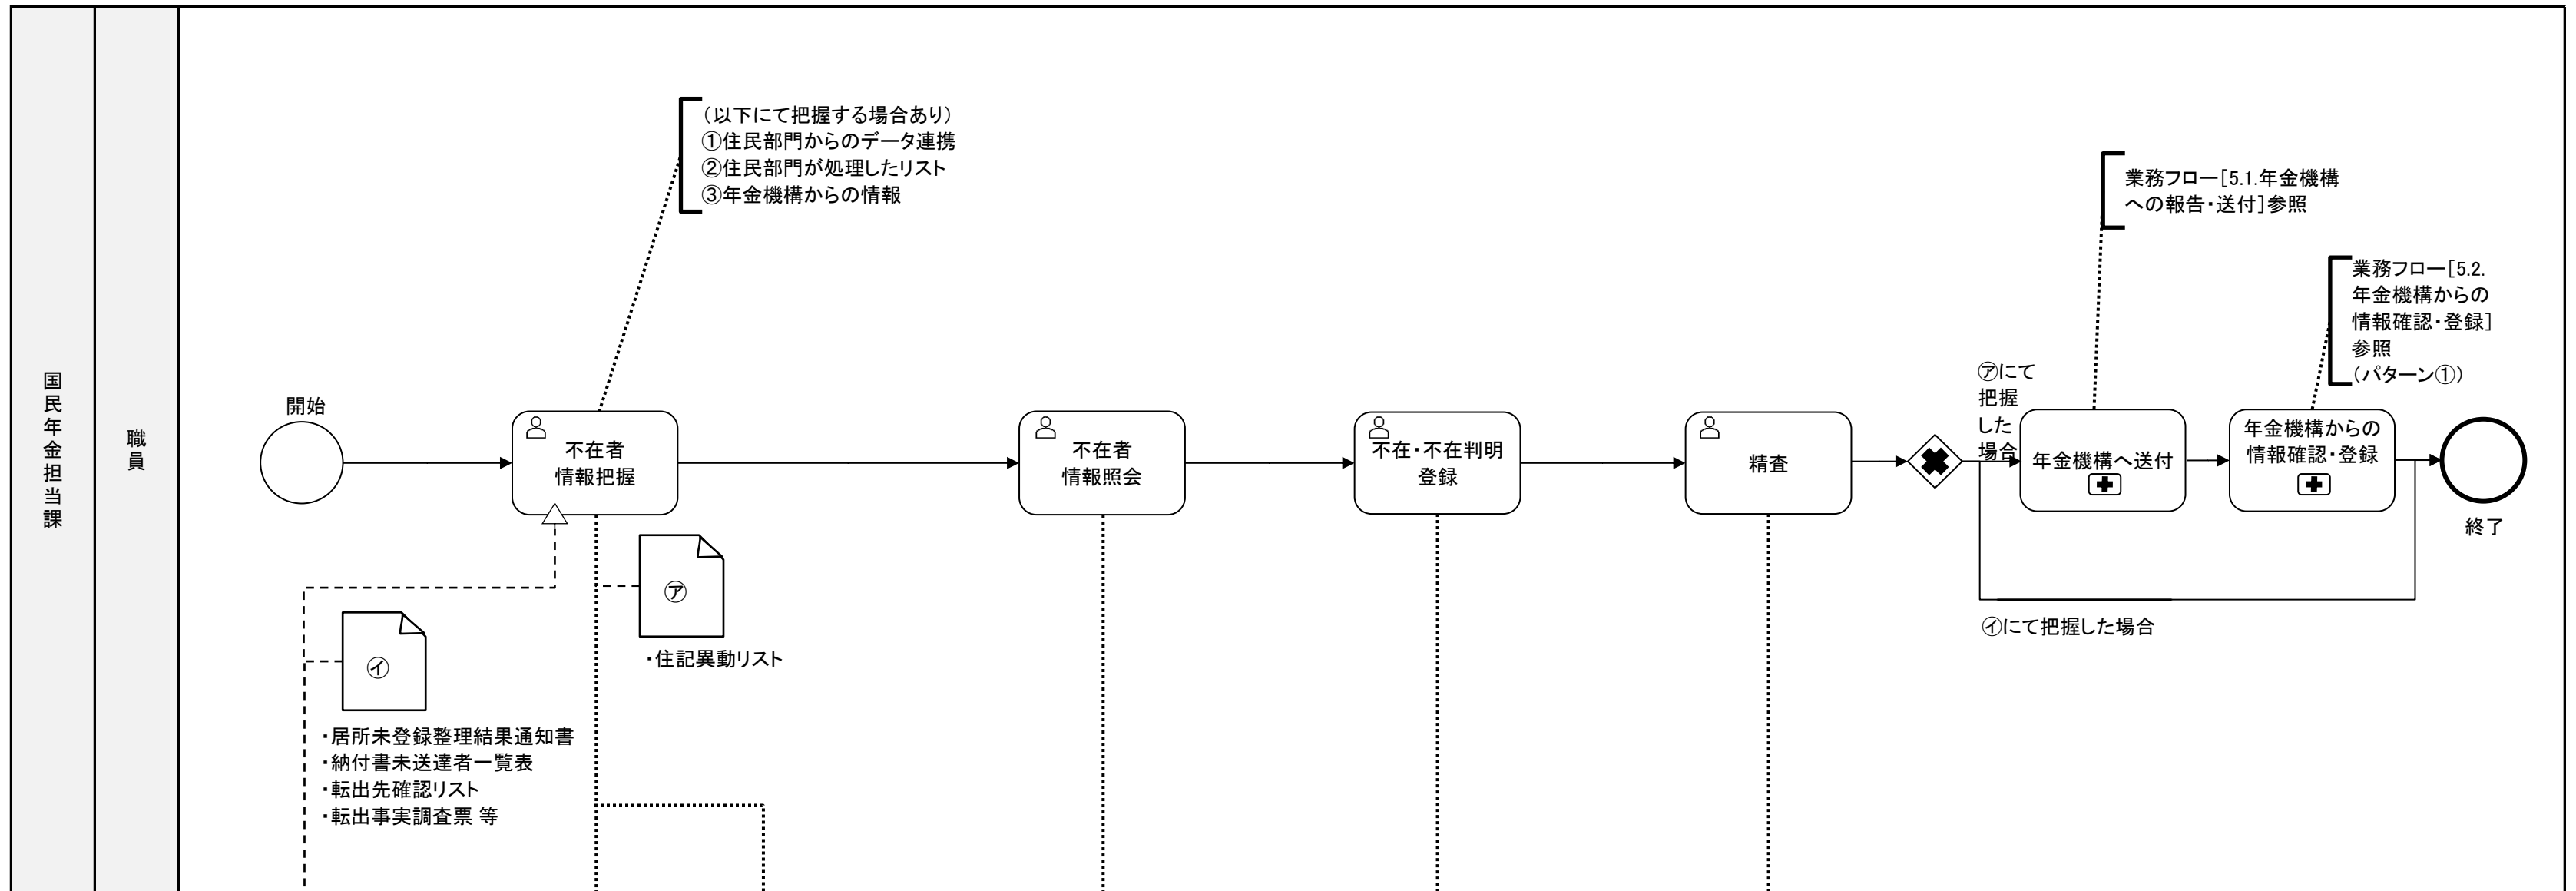 国民年金担当課
職員
(以下にて把握する場合あり)
①住民部門からのデータ連携
②住民部門が処理したリスト
③年金機構からの情報
業務フロー[5.1.年金機構
への報告・送付]参照
業務フロー[5.2.
年金機構からの
情報確認・登録]
参照
(パターン①)
開始
不在者
情報把握
不在者
情報照会
不在・不在判明
登録
精査
㋐にて
把握
した
場合
年金機構へ送付
年金機構からの
情報確認・登録
終了
㋐
・住記異動リスト
㋑にて把握した場合
㋑
・居所未登録整理結果通知書
・納付書未送達者一覧表
・転出先確認リスト
・転出事実調査票 等